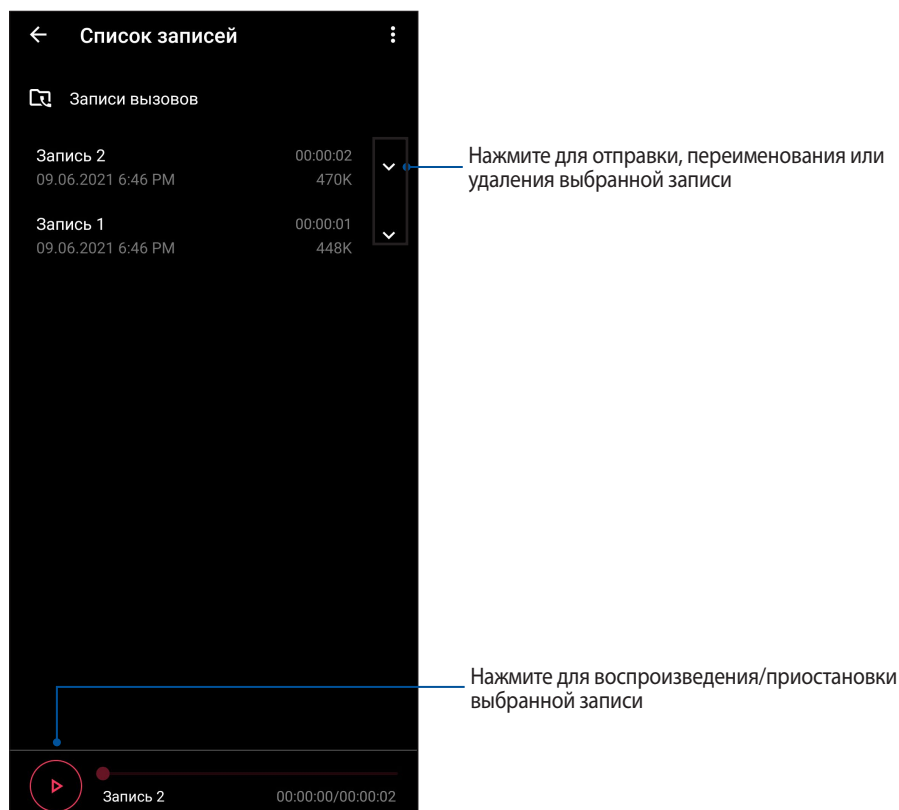 Список записей
Записи вызовов
Запись 2 00:00:02
09.06.2021 6:46 PM 470K
Нажмите для отправки, переименования или
удаления выбранной записи
Запись 1 00:00:01
09.06.2021 6:46 PM 448K
Нажмите для воспроизведения/приостановки
выбранной записи
Запись 2 00:00:00/00:00:02